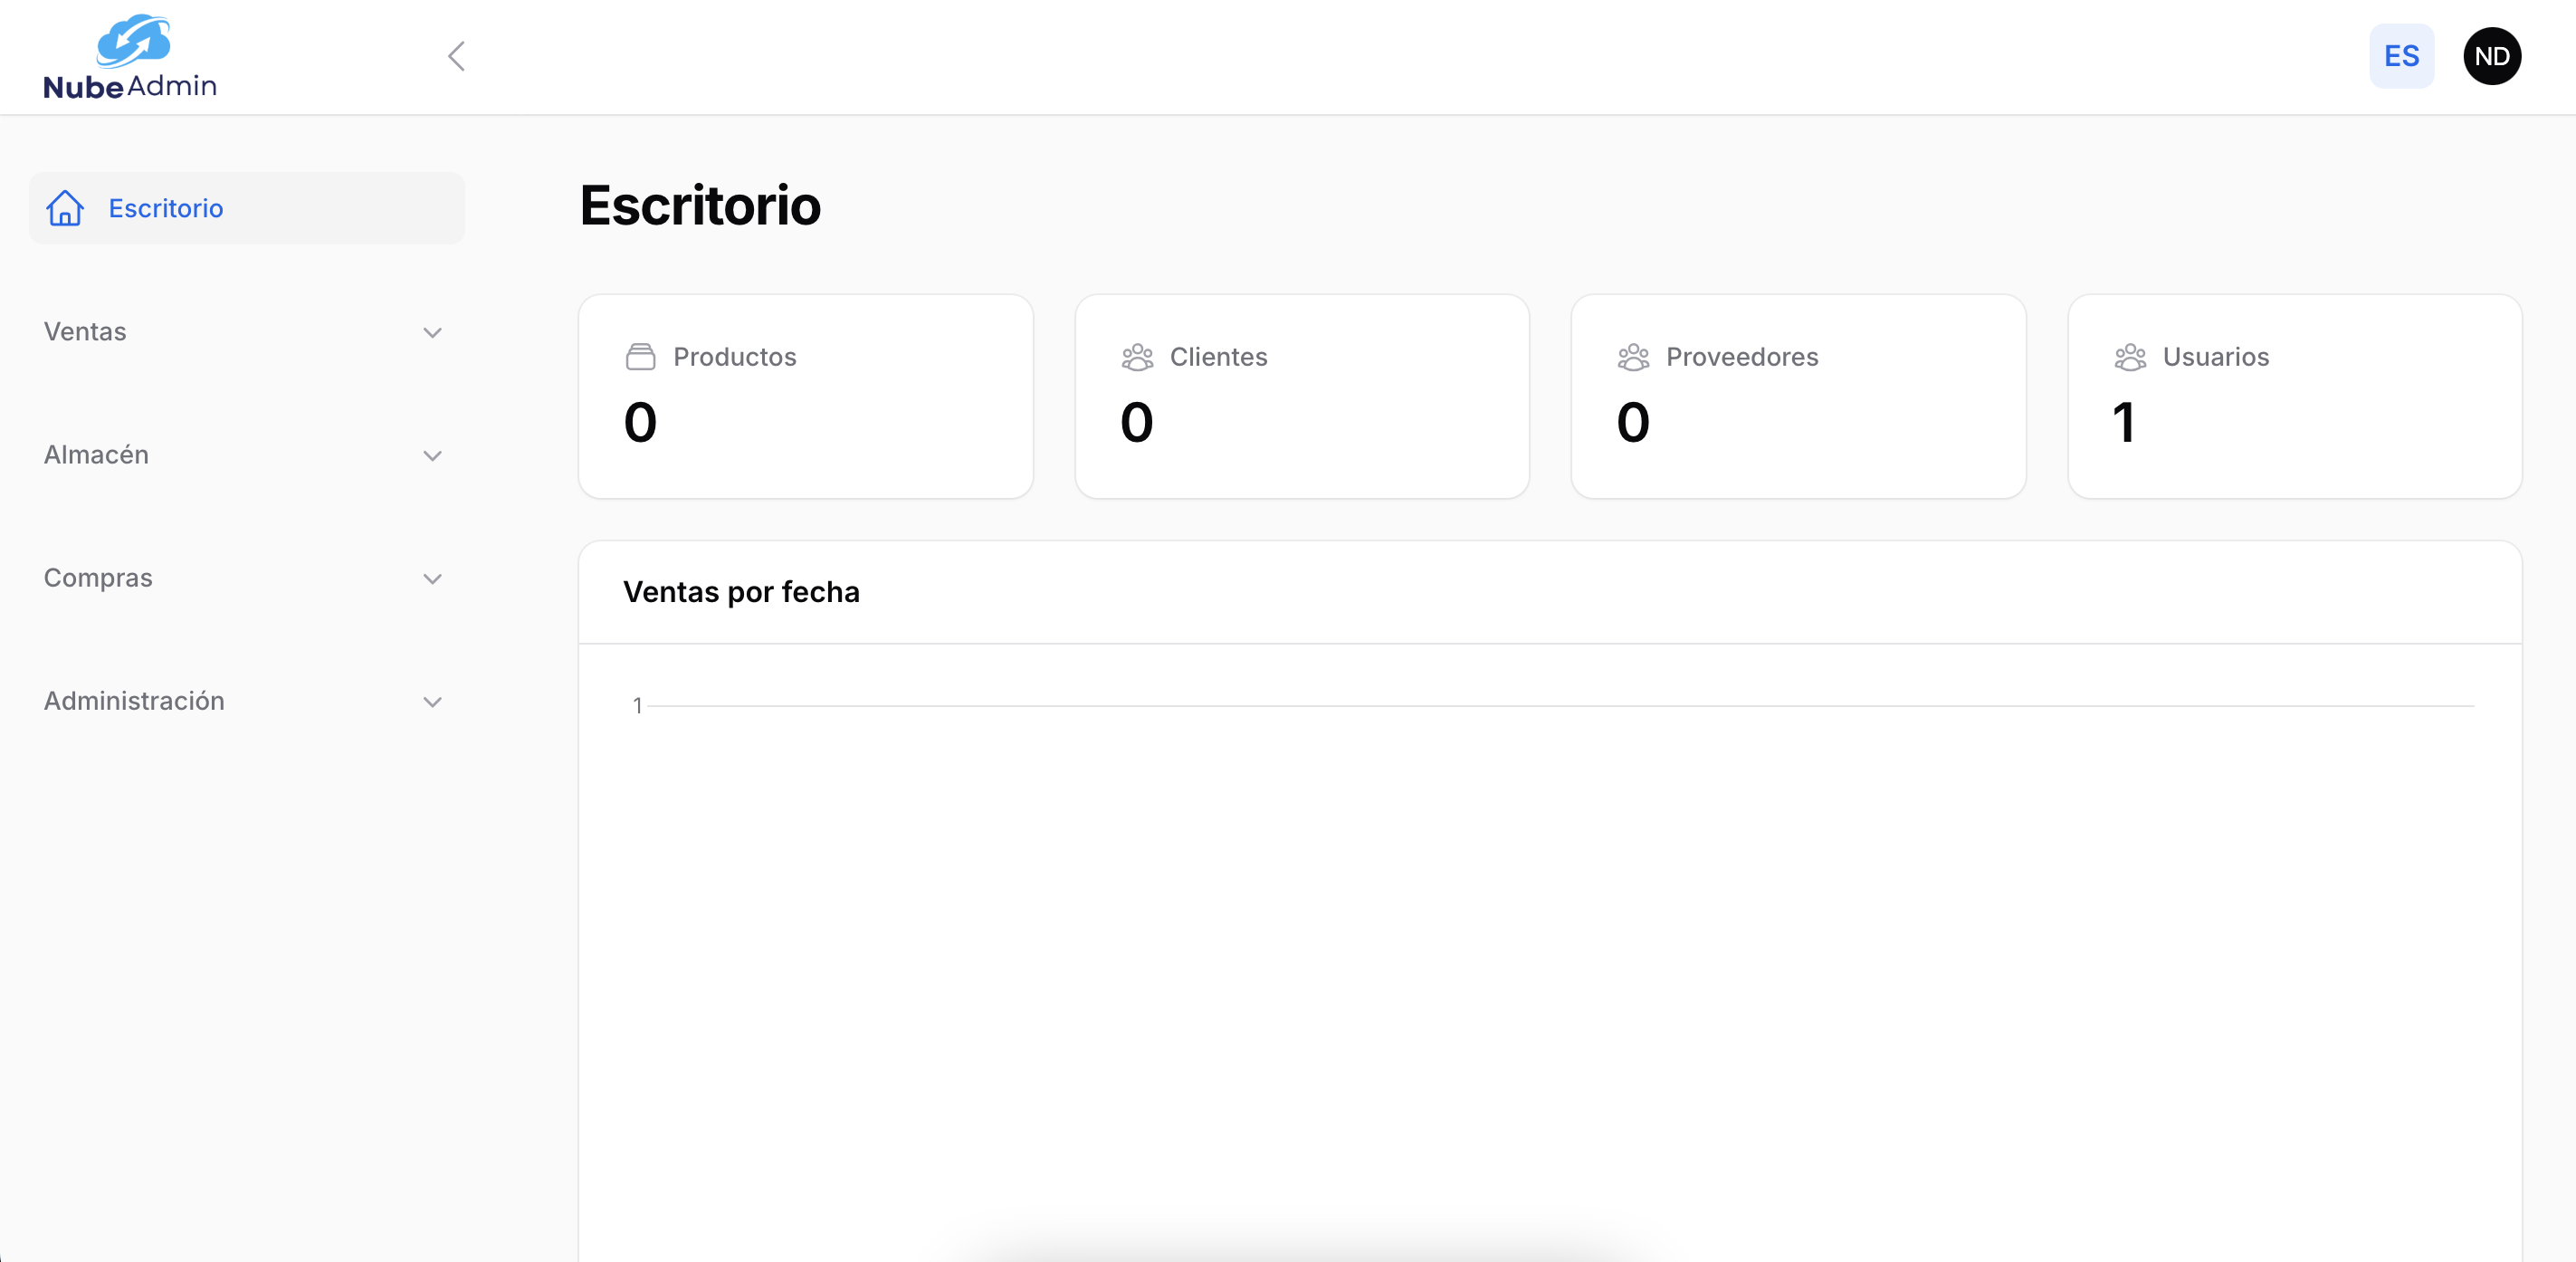 NubeAdmin
ES
ND
Escritorio
Ventas
Almacén
Compras
Administración
Escritorio
Productos
0
Clientes
0
Proveedores
0
Usuarios
1
Ventas por fecha
1